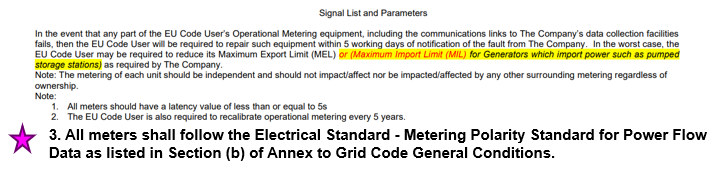 Signal List and Parameters
In the event that any part of the EU Code User's Operational Metering equipment, including the communications links to The Company's data collection facilities
fails, then the EU Code User will be required to repair such equipment within 5 working days of notification of the fault from The Company. In the worst case, the
EU Code User may be required to reduce its Maximum Export Limit (MEL) or (Maximum Import Limit (MIL) for Generators which import power such as pumped
storage stations) as required by The Company.
Note: The metering of each unit should be independent and should not impact/affect nor be impacted/affected by any other surrounding metering regardless of
ownership.
Note:
1. All meters should have a latency value of less than or equal to 5s
2. The EU Code User is also required to recalibrate operational metering every 5 years.
3. All meters shall follow the Electrical Standard - Metering Polarity Standard for Power Flow
Data as listed in Section (b) of Annex to Grid Code General Conditions.